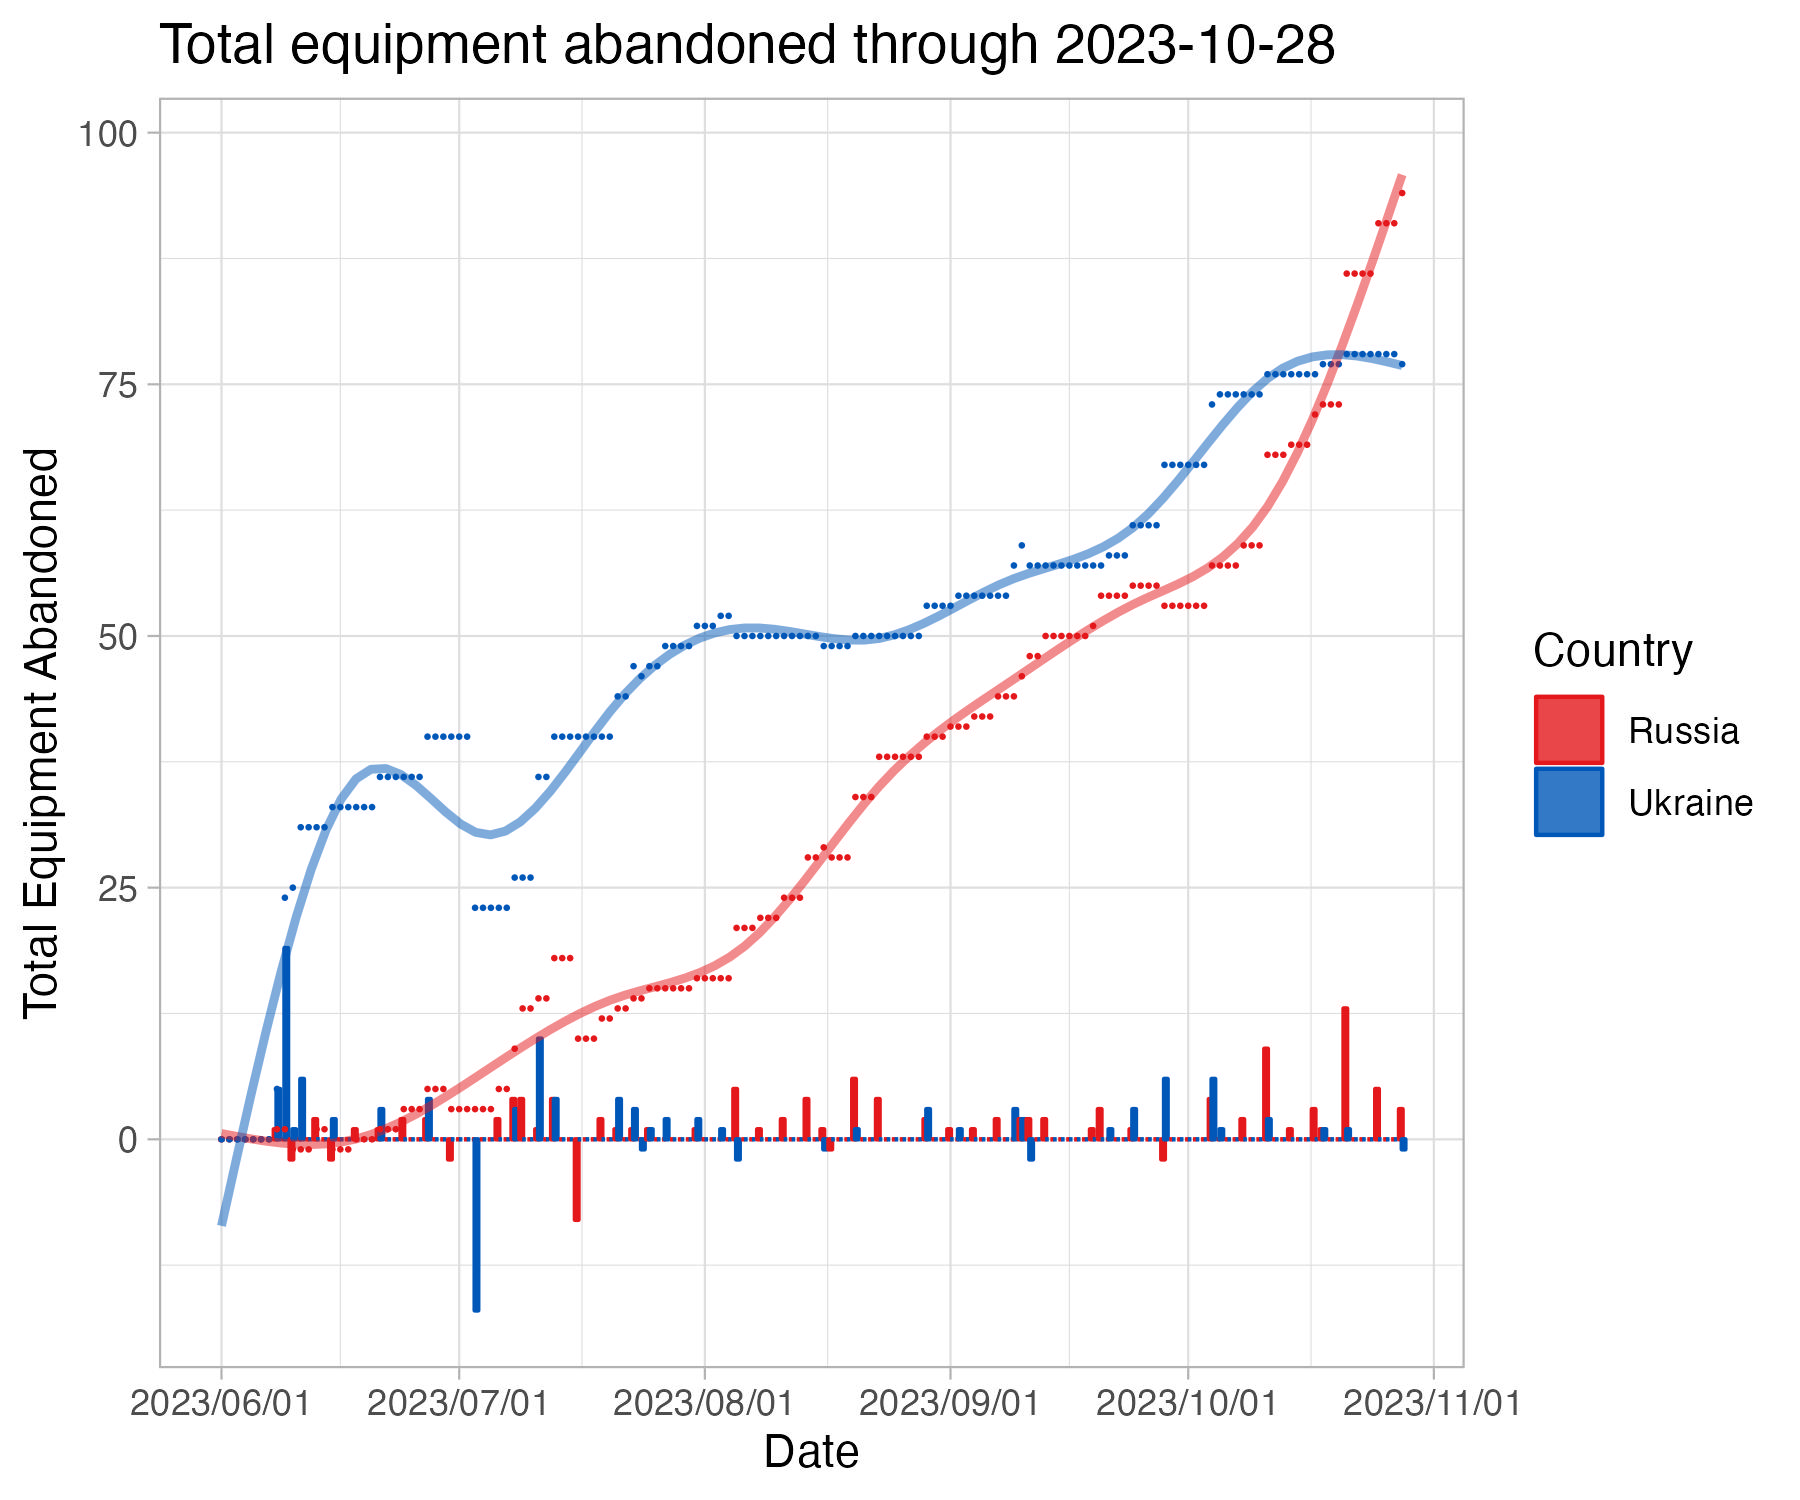 Total equipment abandoned through 2023-10-28
Total Equipment Abandoned
100
75
50
25
0
2023/06/01 2023/07/01 2023/08/01 2023/09/01 2023/10/01 2023/11/01
Date
Country
Russia
Ukraine